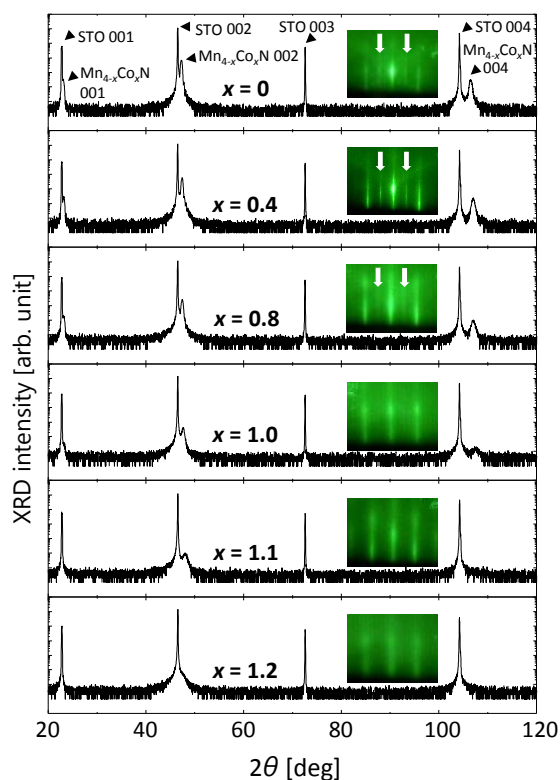 STO 001
STO 002
STO 003
STO 004
Mn4-xCoxN
001
Mn4-xCoxN 002
Mn4-xCoxN
004
x = 0
x = 0.4
x = 0.8
x = 1.0
x = 1.1
x = 1.2
XRD intensity [arb. unit]
20 40 60 80 100 120
2θ [deg]